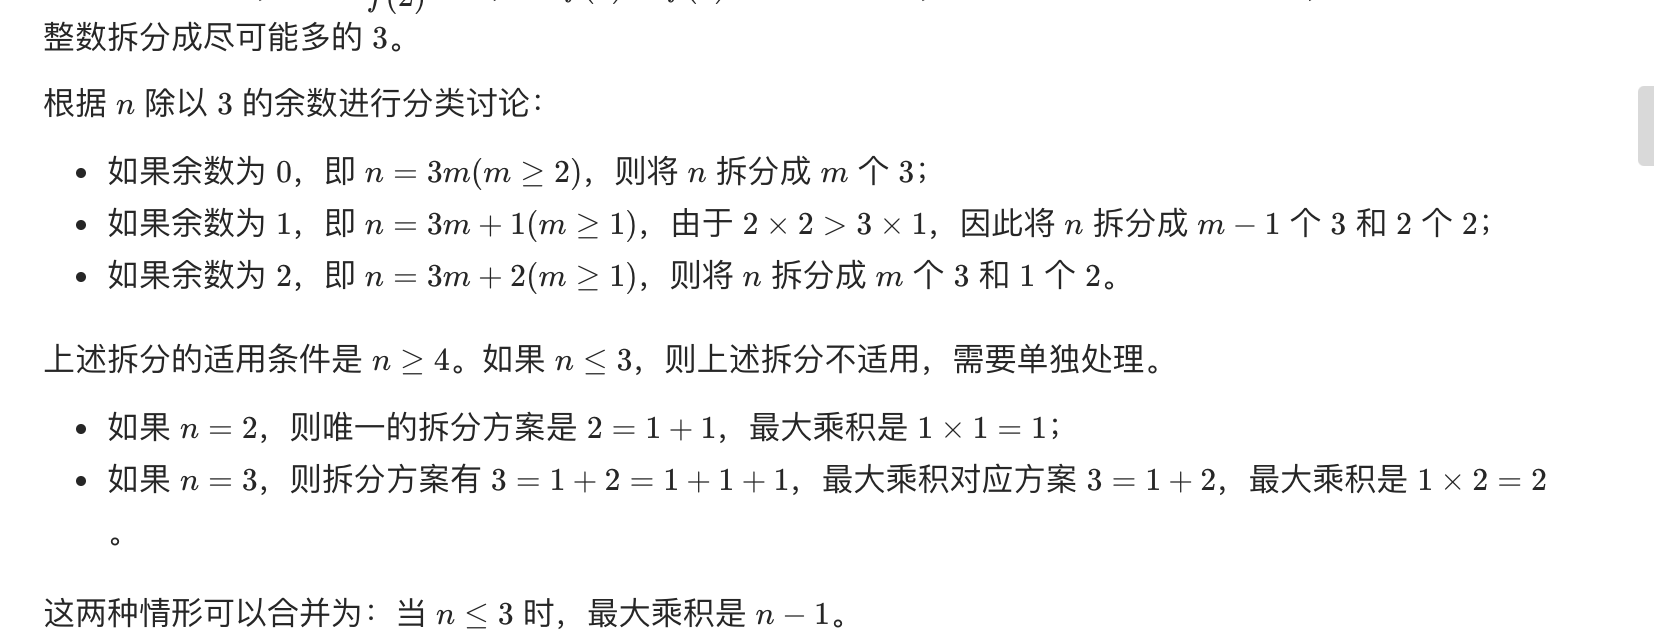 f(2)
整数拆分成尽可能多的 3。
根据 n 除以 3 的余数进行分类讨论：
• 如果余数为 0，即 n = 3m(m ≥ 2)，则将 n 拆分成 m 个 3；
• 如果余数为 1，即 n = 3m + 1(m ≥ 1)，由于 2 × 2 > 3 × 1，因此将 n 拆分成 m − 1 个 3 和 2 个 2；
• 如果余数为 2，即 n = 3m + 2(m ≥ 1)，则将 n 拆分成 m 个 3 和 1 个 2。
上述拆分的适用条件是 n ≥ 4。如果 n ≤ 3，则上述拆分不适用，需要单独处理。
• 如果 n = 2，则唯一的拆分方案是 2 = 1 + 1，最大乘积是 1 × 1 = 1；
• 如果 n = 3，则拆分方案有 3 = 1 + 2 = 1 + 1 + 1，最大乘积对应方案 3 = 1 + 2，最大乘积是 1 × 2 = 2
。
这两种情形可以合并为：当 n ≤ 3 时，最大乘积是 n − 1。